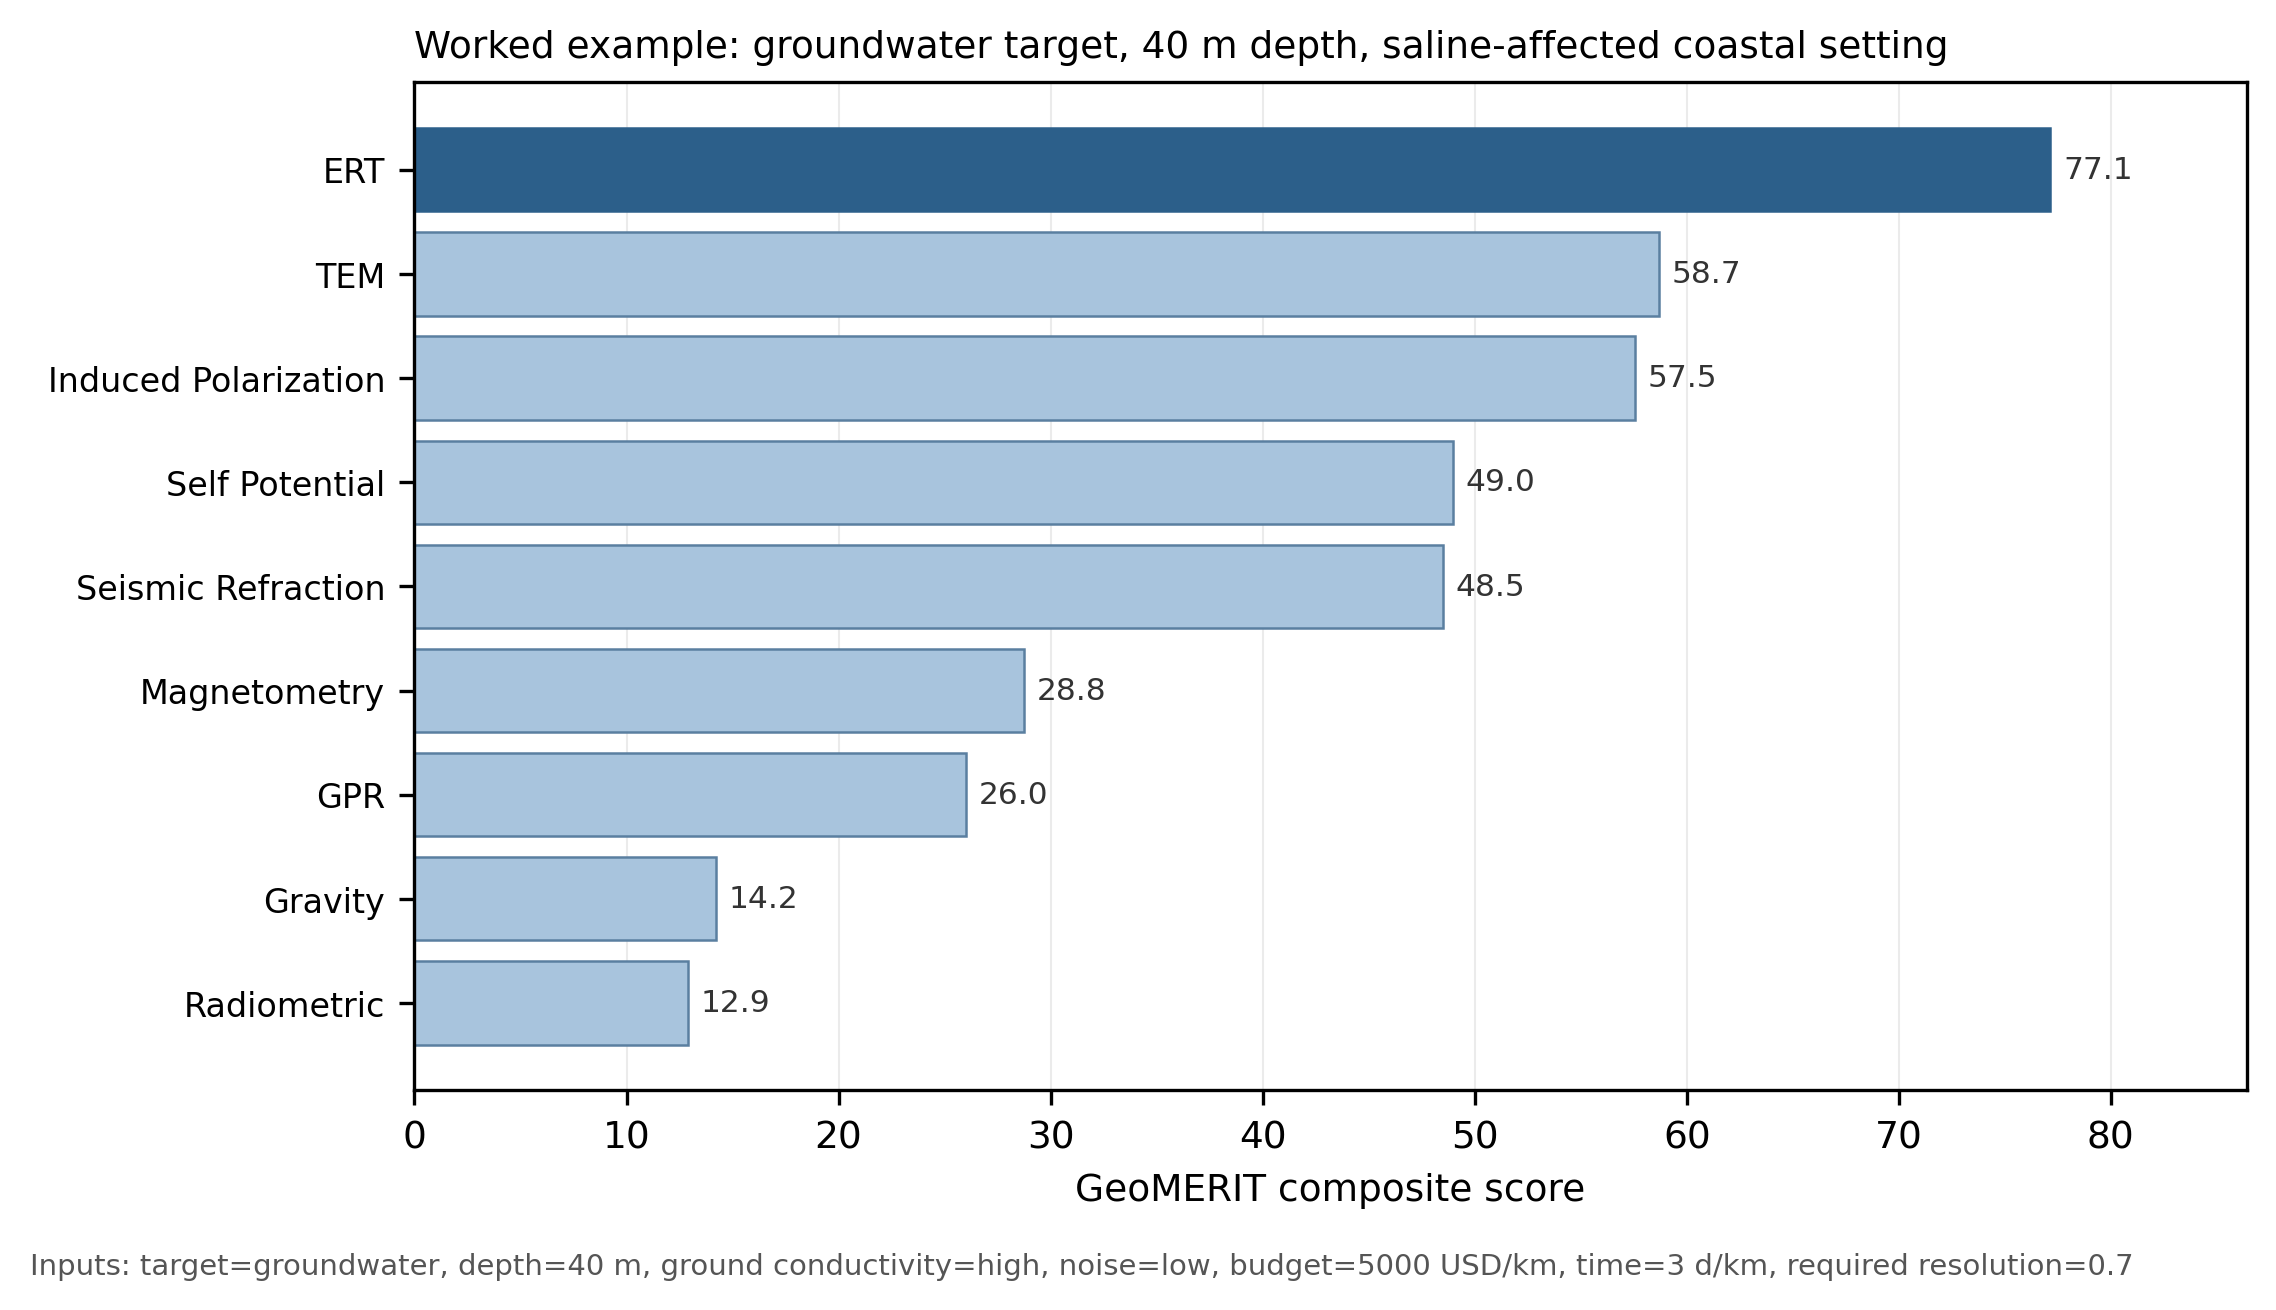 Worked example: groundwater target, 40 m depth, saline-affected coastal setting
ERT 77.1
TEM 58.7
Induced Polarization 57.5
Self Potential 49.0
Seismic Refraction 48.5
Magnetometry 28.8
GPR 26.0
Gravity 14.2
Radiometric 12.9
0 10 20 30 40 50 60 70 80
GeoMERIT composite score
Inputs: target=groundwater, depth=40 m, ground conductivity=high, noise=low, budget=5000 USD/km, time=3 d/km, required resolution=0.7